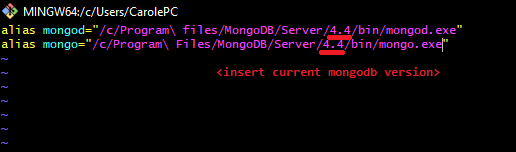 MINGW64:/c/Users/CarolePC
alias mongod="/c/Program\ files/MongoDB/Server/4.4/bin/mongod.exe"
alias mongo="/c/Program\ Files/MongoDB/Server/4.4/bin/mongo.exe"
~
<insert current mongodb version>
~
~
~
~
~